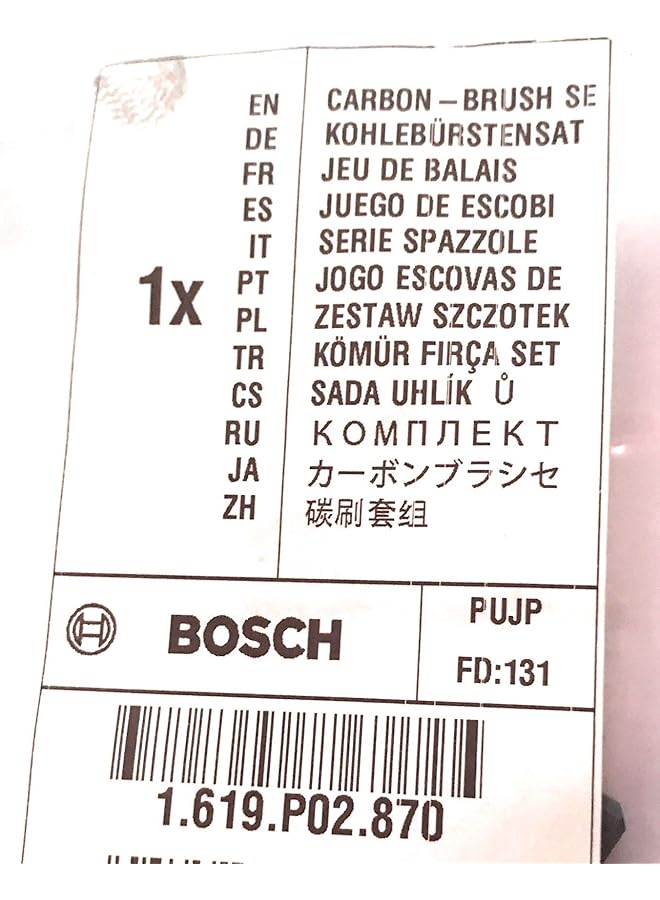 EN CARBON – BRUSH SE
DE KOHLEBÜRSTENSAT
FR JEU DE BALAIS
ES JUEGO DE ESCOBI
IT SERIE SPAZZOLE
1x
PT JOGO ESCOVAS DE
PL ZESTAW SZCZOTEK
TR KÖMÜR FIRÇA SET
CS SADA UHLÍK Ů
RU КОМПЛЕКТ
JA カーボンブラシセ
ZH 碳刷套组
BOSCH
PUJP
FD:131
1.619.P02.870